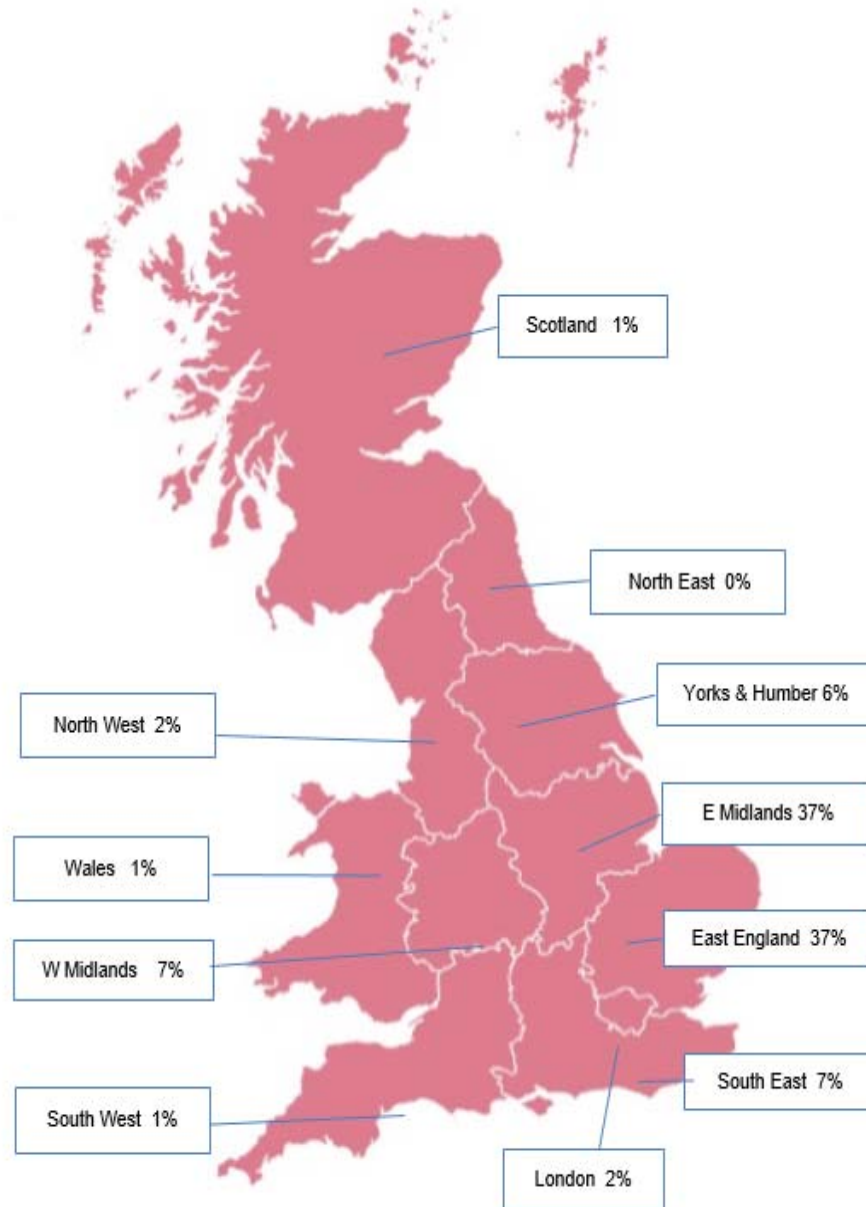 Scotland 1%
North East 0%
Yorks & Humber 6%
North West 2%
E Midlands 37%
Wales 1%
East England 37%
W Midlands 7%
South East 7%
South West 1%
London 2%